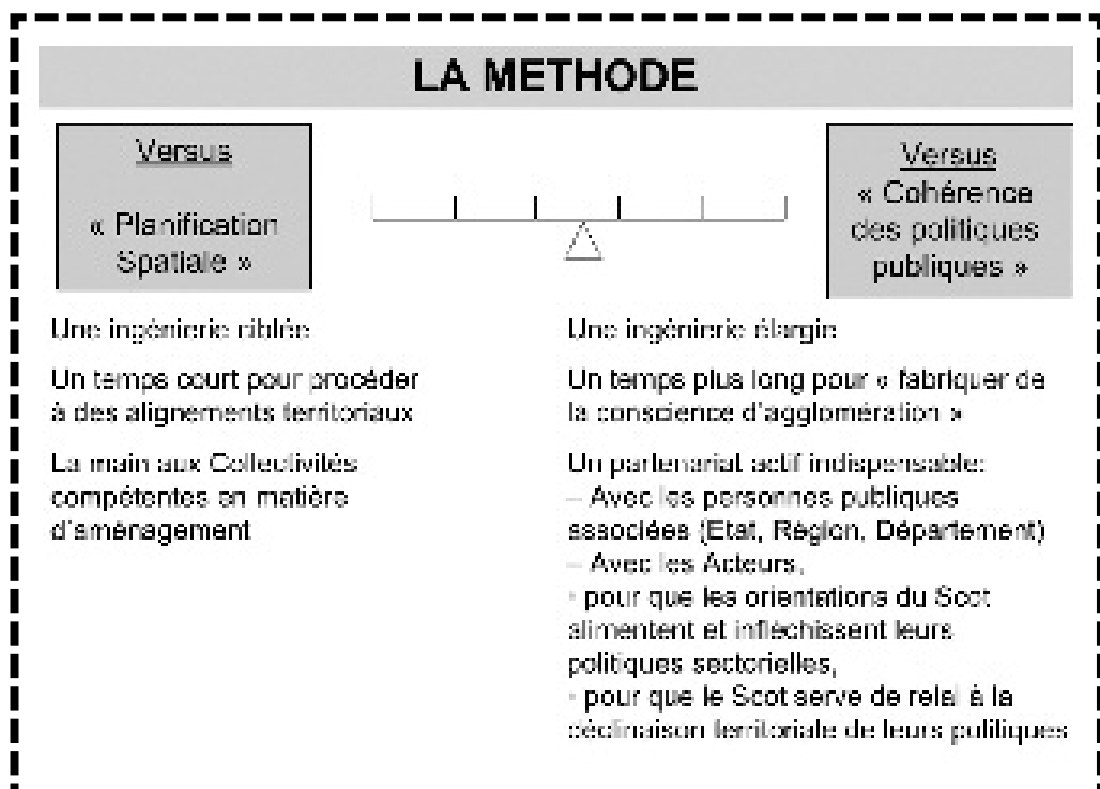 LA METHODE
Versus
« Planification
Spatiale »
Versus
« Cohérence
des politiques
publiques »
Une ingénierie ciblée
Un temps court pour procéder
à des alignements territoriaux
La main aux Collectivités
compétentes en matière
d'aménagement
Une ingénierie élargie
Un temps plus long pour « fabriquer de
la conscience d'agglomération »
Un partenariat actif indispensable:
– Avec les personnes publiques
associées (Etat, Région, Département)
– Avec les Acteurs,
- pour que les orientations du Scot
alimentent et infléchissent leurs
politiques sectorielles,
- pour que le Scot serve de relai à la
déclinaison territoriale de leurs politiques